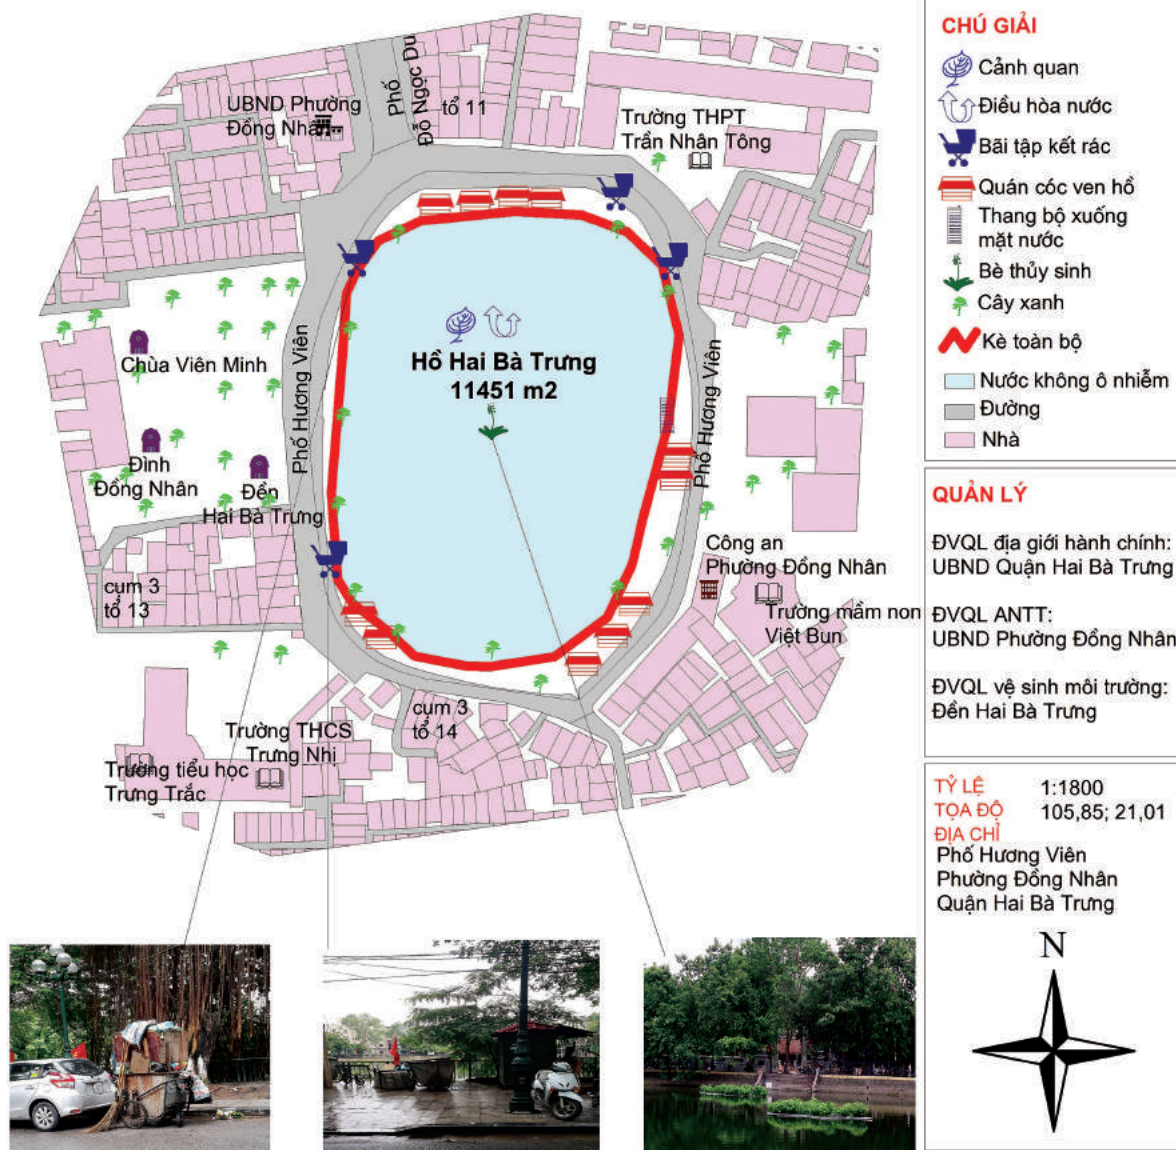 Phố
Đỗ Ngọc Du
tổ 11
UBND Phường
Đồng Nhân
Trường THPT
Trần Nhân Tông
Chùa Viên Minh
Phố Hương Viên
Hồ Hai Bà Trưng
11451 m2
Phố Hương Viên
Đình
Đồng Nhân
Đền
Hai Bà Trưng
cụm 3
tổ 13
Công an
Phường Đồng Nhân
Trường mầm non
Việt Bun
cụm 3
tổ 14
Trường THCS
Trưng Nhị
Trường tiểu học
Trưng Trắc
CHÚ GIẢI
Cảnh quan
Điều hòa nước
Bãi tập kết rác
Quán cóc ven hồ
Thang bộ xuống
mặt nước
Bè thủy sinh
Cây xanh
Kè toàn bộ
Nước không ô nhiễm
Đường
Nhà
QUẢN LÝ
ĐVQL địa giới hành chính:
UBND Quận Hai Bà Trưng
ĐVQL ANTT:
UBND Phường Đồng Nhân
ĐVQL vệ sinh môi trường:
Đền Hai Bà Trưng
TỶ LỆ 1:1800
TỌA ĐỘ 105,85; 21,01
ĐỊA CHỈ
Phố Hương Viên
Phường Đồng Nhân
Quận Hai Bà Trưng
N